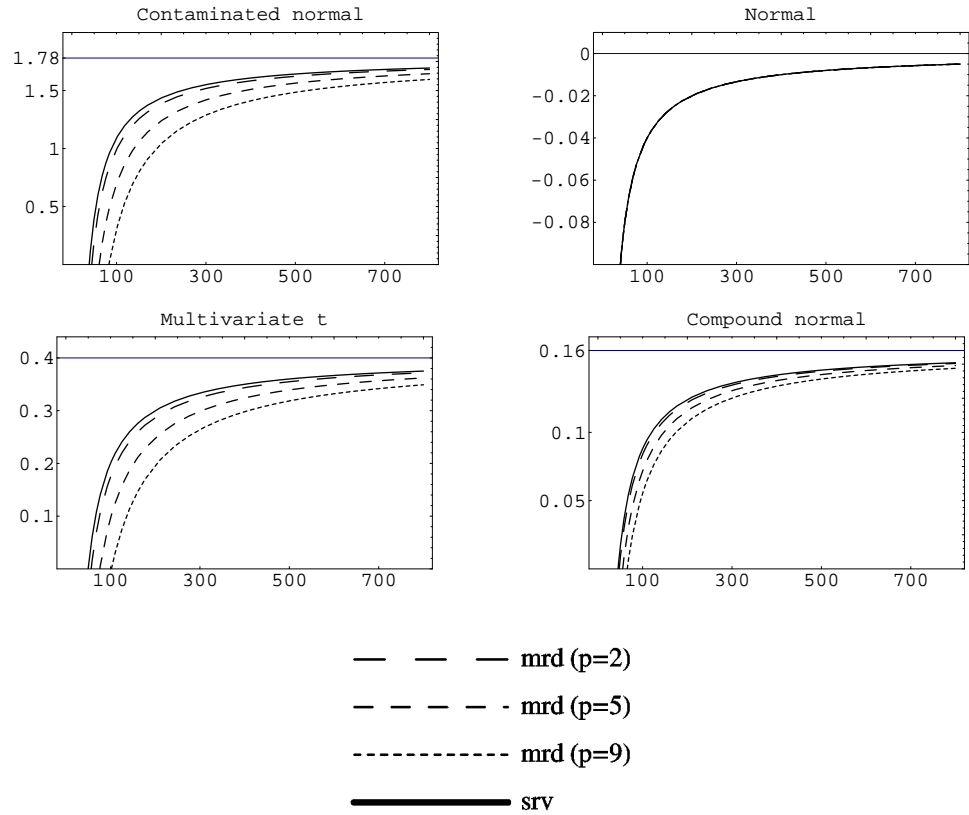 Contaminated normal
1.78
1.5
1
0.5
100 300 500 700
Normal
0
-0.02
-0.04
-0.06
-0.08
100 300 500 700
Multivariate t
0.4
0.3
0.2
0.1
100 300 500 700
Compound normal
0.16
0.1
0.05
100 300 500 700
mrd (p=2)
mrd (p=5)
mrd (p=9)
srv